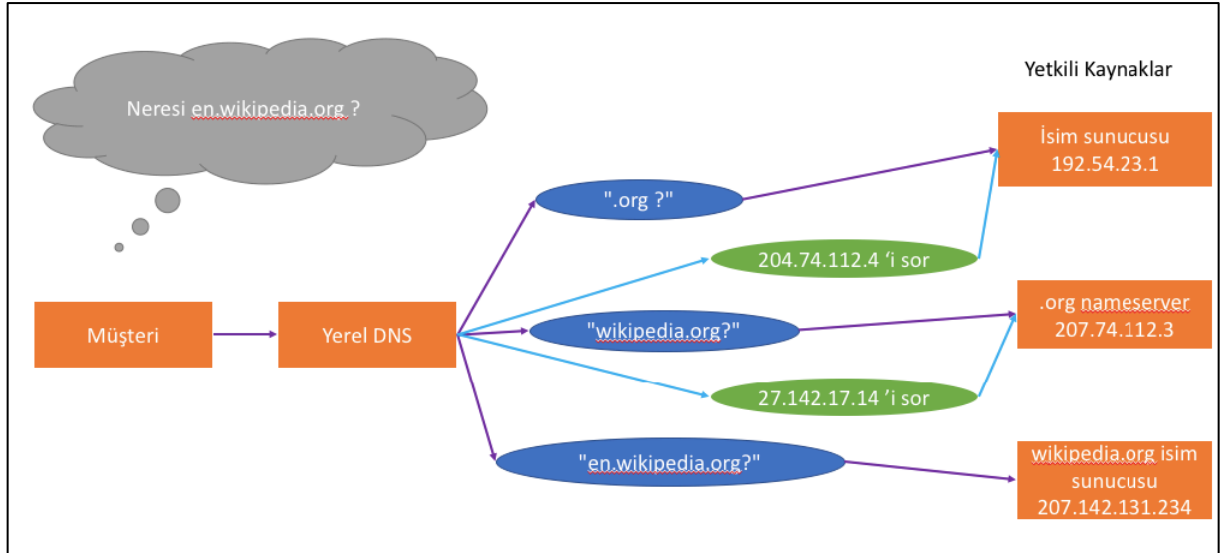 Neresi en.wikipedia.org ?
Yetkili Kaynaklar
İsim sunucusu
192.54.23.1
".org ?"
204.74.112.4 ‘i sor
.org nameserver
207.74.112.3
Müşteri
Yerel DNS
"wikipedia.org?"
27.142.17.14 ‘i sor
"en.wikipedia.org?"
wikipedia.org isim
sunucusu
207.142.131.234